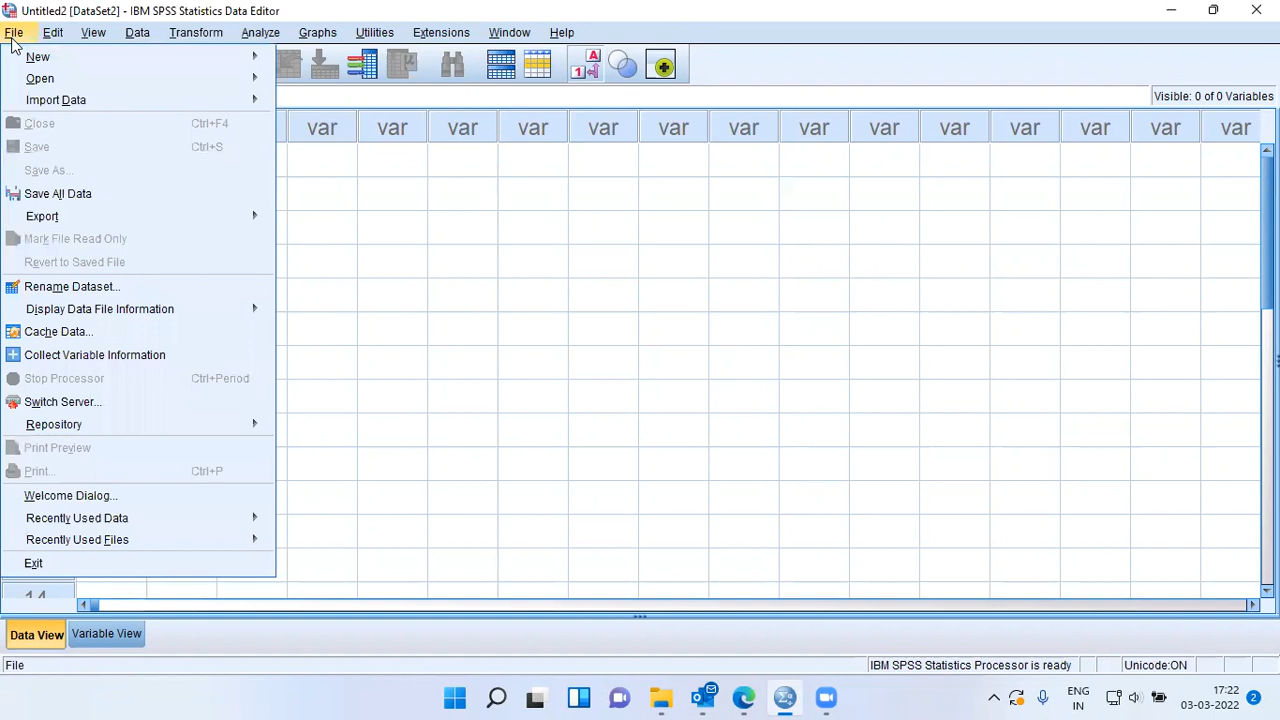 Untitled2 [DataSet2] - IBM SPSS Statistics Data Editor
File Edit View Data Transform Analyze Graphs Utilities Extensions Window Help
New
Open
Import Data
Close Ctrl+F4
Save Ctrl+S
Save As...
Save All Data
Export
Mark File Read Only
Revert to Saved File
Rename Dataset...
Display Data File Information
Cache Data...
Collect Variable Information
Stop Processor Ctrl+Period
Switch Server...
Repository
Print Preview
Print... Ctrl+P
Welcome Dialog...
Recently Used Data
Recently Used Files
Exit
A
1
Visible: 0 of 0 Variables
var var var var var var var var var var var var var var
14
Data View Variable View
File IBM SPSS Statistics Processor is ready Unicode:ON
ENG 17:22
IN 03-03-2022 2